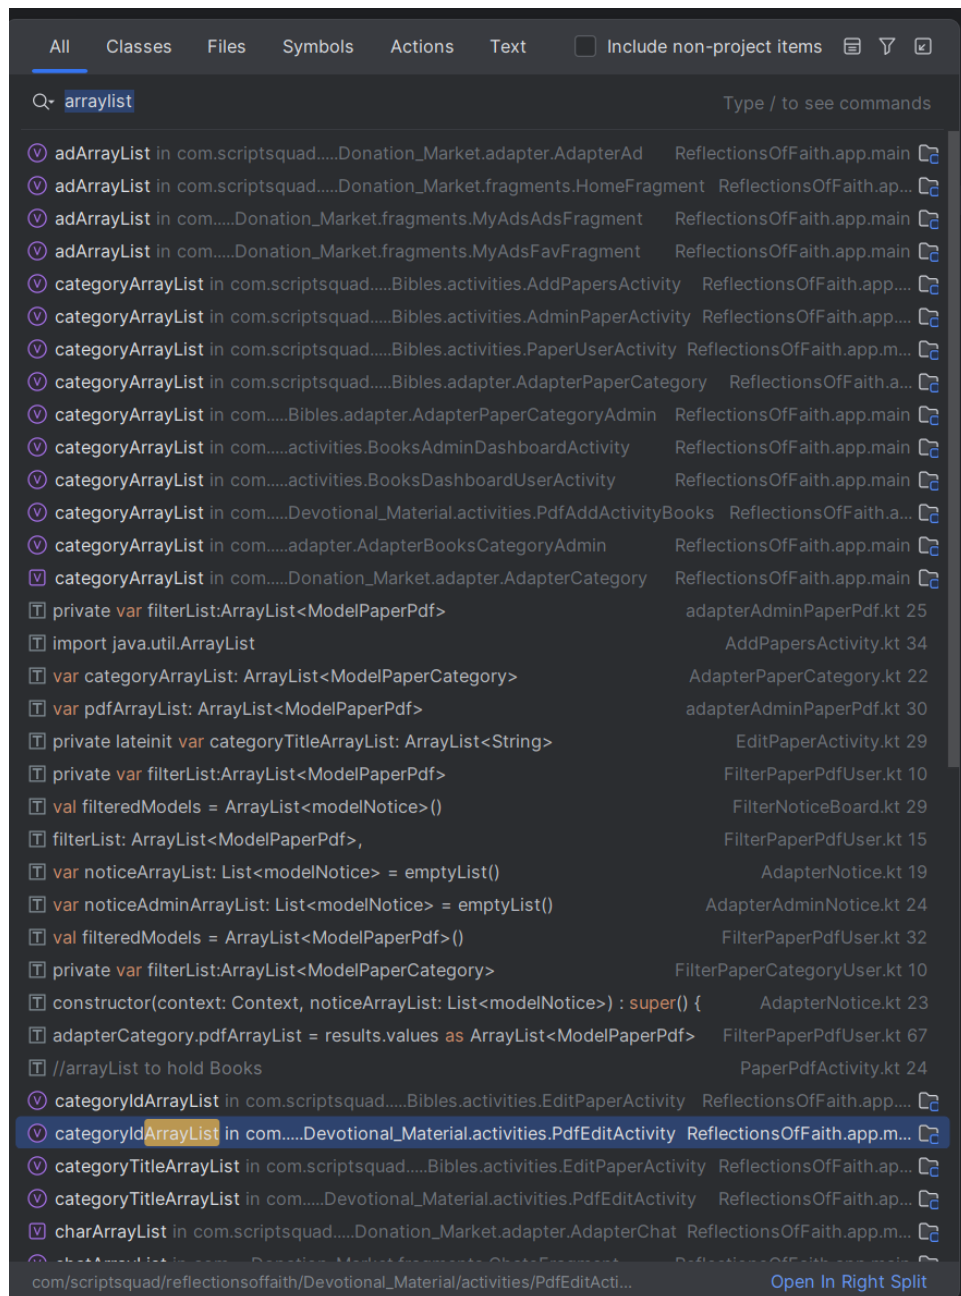 All Classes Files Symbols Actions Text Include non-project items
arraylist Type / to see commands
adArrayList in com.scriptsquad.....Donation_Market.adapter.AdapterAd ReflectionsOfFaith.app.main
adArrayList in com.scriptsquad.....Donation_Market.fragments.HomeFragment ReflectionsOfFaith.ap...
adArrayList in com.....Donation_Market.fragments.MyAdsAdsFragment ReflectionsOfFaith.app.main
adArrayList in com.....Donation_Market.fragments.MyAdsFavFragment ReflectionsOfFaith.app.main
categoryArrayList in com.scriptsquad.....Bibles.activities.AddPapersActivity ReflectionsOfFaith.app....
categoryArrayList in com.scriptsquad.....Bibles.activities.AdminPaperActivity ReflectionsOfFaith.app....
categoryArrayList in com.scriptsquad.....Bibles.activities.PaperUserActivity ReflectionsOfFaith.app.m...
categoryArrayList in com.scriptsquad.....Bibles.adapter.AdapterPaperCategory ReflectionsOfFaith.a...
categoryArrayList in com.....Bibles.adapter.AdapterPaperCategoryAdmin ReflectionsOfFaith.app.main
categoryArrayList in com.....activities.BooksAdminDashboardActivity ReflectionsOfFaith.app.main
categoryArrayList in com.....activities.BooksDashboardUserActivity ReflectionsOfFaith.app.main
categoryArrayList in com.....Devotional_Material.activities.PdfAddActivityBooks ReflectionsOfFaith.a...
categoryArrayList in com.....adapter.AdapterBooksCategoryAdmin ReflectionsOfFaith.app.main
categoryArrayList in com.....Donation_Market.adapter.AdapterCategory ReflectionsOfFaith.app.main
private var filterList:ArrayList<ModelPaperPdf> adapterAdminPaperPdf.kt 25
import java.util.ArrayList AddPapersActivity.kt 34
var categoryArrayList: ArrayList<ModelPaperCategory> AdapterPaperCategory.kt 22
var pdfArrayList: ArrayList<ModelPaperPdf> adapterAdminPaperPdf.kt 30
private lateinit var categoryTitleArrayList: ArrayList<String> EditPaperActivity.kt 29
private var filterList:ArrayList<ModelPaperPdf> FilterPaperPdfUser.kt 10
val filteredModels = ArrayList<modelNotice>() FilterNoticeBoard.kt 29
filterList: ArrayList<ModelPaperPdf>, FilterPaperPdfUser.kt 15
var noticeArrayList: List<modelNotice> = emptyList() AdapterNotice.kt 19
var noticeAdminArrayList: List<modelNotice> = emptyList() AdapterAdminNotice.kt 24
val filteredModels = ArrayList<ModelPaperPdf>() FilterPaperPdfUser.kt 32
private var filterList:ArrayList<ModelPaperCategory> FilterPaperCategoryUser.kt 10
constructor(context: Context, noticeArrayList: List<modelNotice>) : super() { AdapterNotice.kt 23
adapterCategory.pdfArrayList = results.values as ArrayList<ModelPaperPdf> FilterPaperPdfUser.kt 67
//arrayList to hold Books PaperPdfActivity.kt 24
categoryIdArrayList in com.scriptsquad.....Bibles.activities.EditPaperActivity ReflectionsOfFaith.app....
categoryIdArrayList in com.....Devotional_Material.activities.PdfEditActivity ReflectionsOfFaith.app.m...
categoryTitleArrayList in com.scriptsquad.....Bibles.activities.EditPaperActivity ReflectionsOfFaith.ap...
categoryTitleArrayList in com.....Devotional_Material.activities.PdfEditActivity ReflectionsOfFaith.ap...
charArrayList in com.scriptsquad.....Donation_Market.adapter.AdapterChat ReflectionsOfFaith.app.m...
com/scriptsquad/reflectionsoffaith/Devotional_Material/activities/PdfEditActi... Open In Right Split